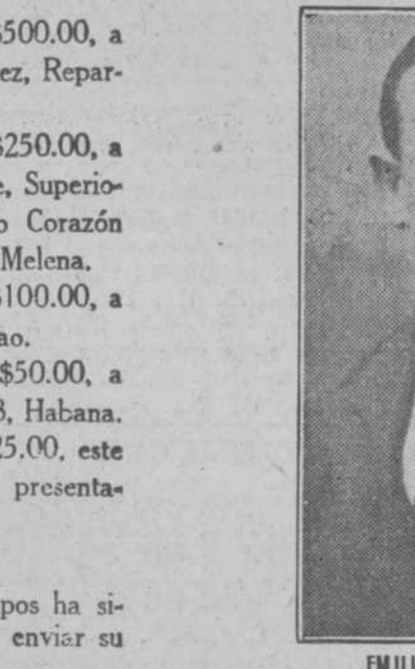 $500.00, a
ez, Repar-
$250.00, a
e, Superio-
o Corazón
Melena.
$100.00, a
ao.
$50.00, a
3, Habana.
25.00, este
presenta-
pos ha si-
enviar su
EMILI